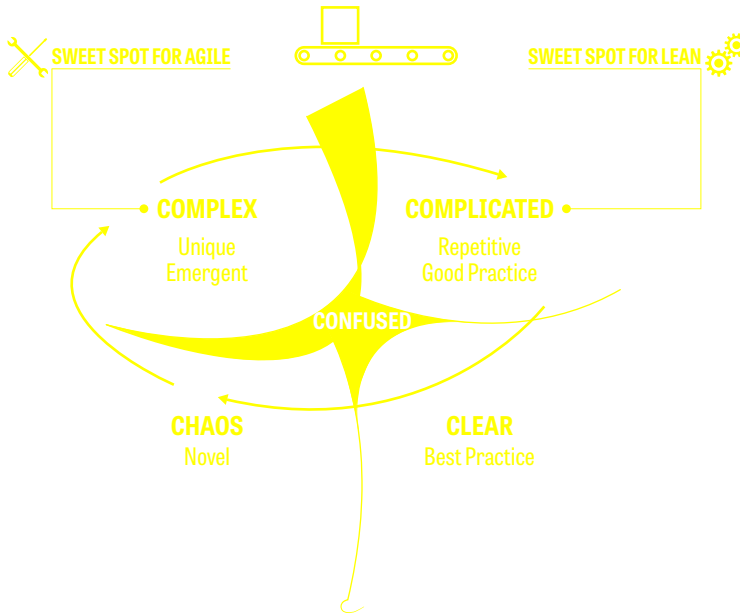 SWEET SPOT FOR AGILE
SWEET SPOT FOR LEAN
COMPLEX
Unique
Emergent
COMPLICATED
Repetitive
Good Practice
CONFUSED
CHAOS
Novel
CLEAR
Best Practice